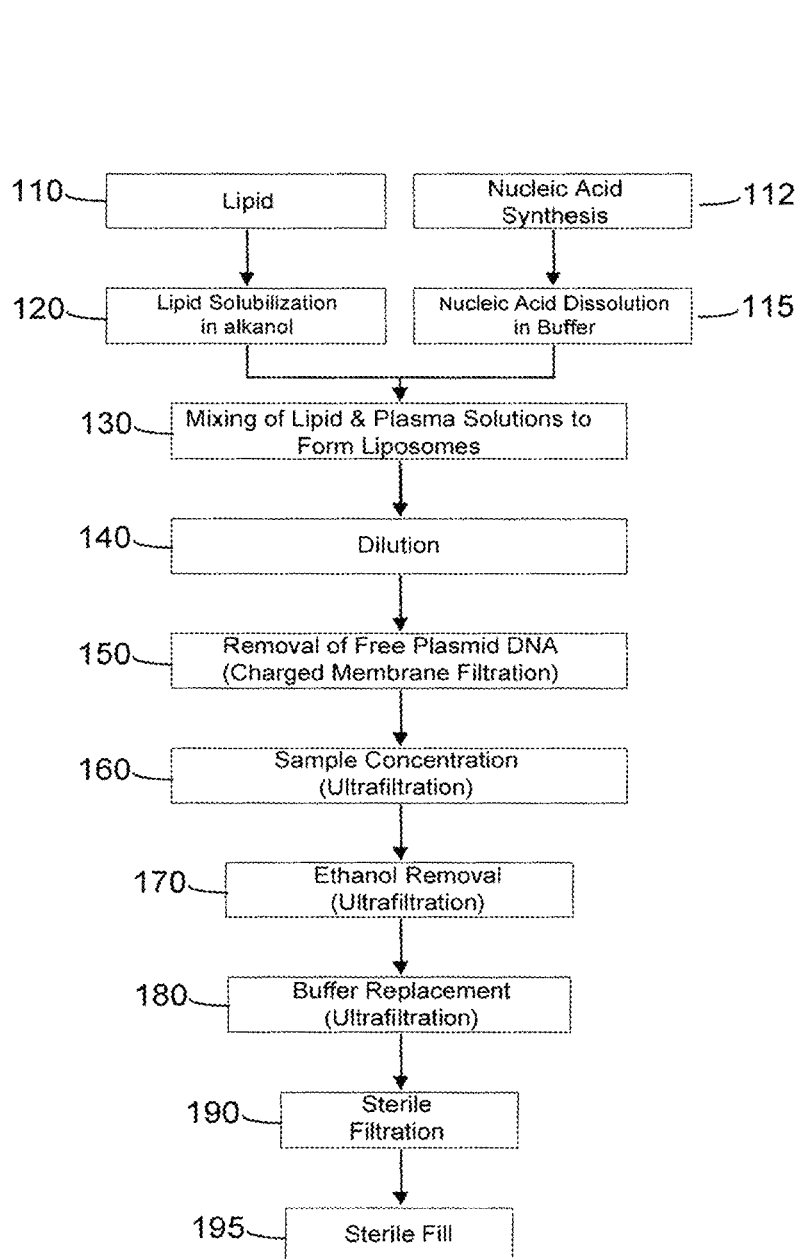 110
Lipid
Nucleic Acid
Synthesis
112
120
Lipid Solubilization
in alkanol
Nucleic Acid Dissolution
in Buffer
115
130
Mixing of Lipid & Plasma Solutions to
Form Liposomes
140
Dilution
150
Removal of Free Plasmid DNA
(Charged Membrane Filtration)
160
Sample Concentration
(Ultrafiltration)
170
Ethanol Removal
(Ultrafiltration)
180
Buffer Replacement
(Ultrafiltration)
190
Sterile
Filtration
195
Sterile Fill